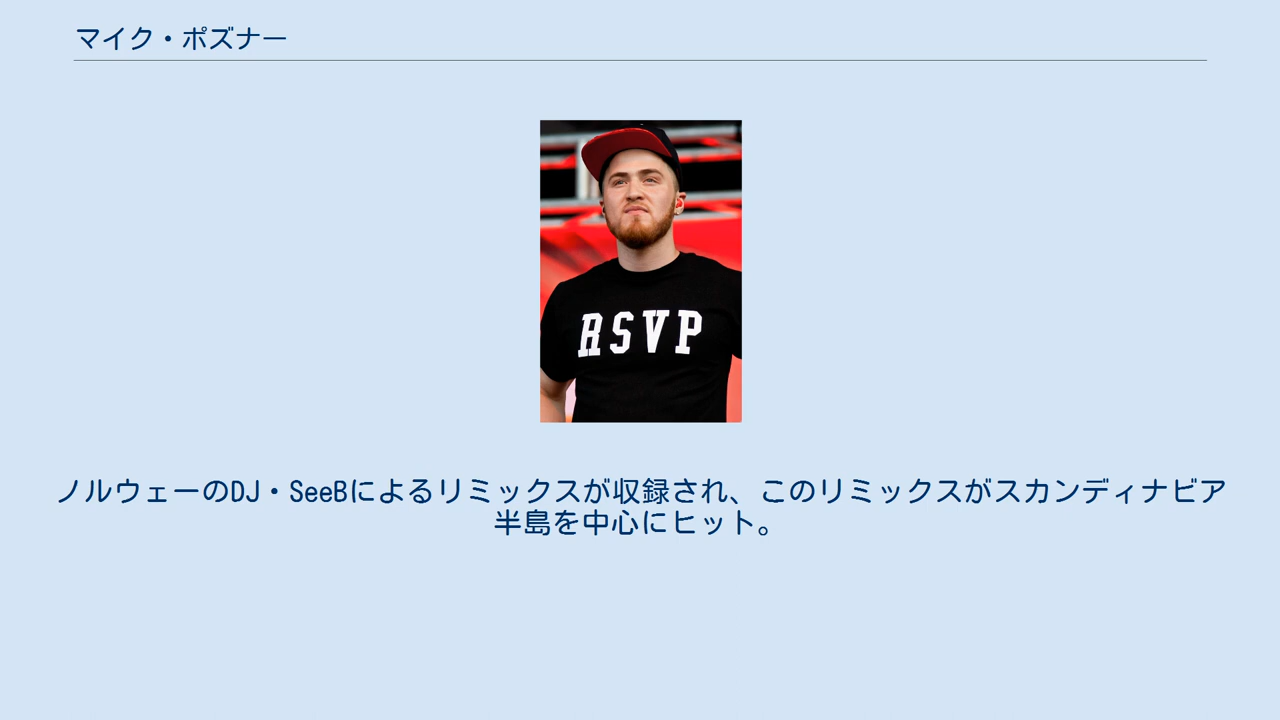 マイク・ポズナー
RSVP
ノルウェーのDJ・SeeBによるリミックスが収録され、このリミックスがスカンディナビア
半島を中心にヒット。